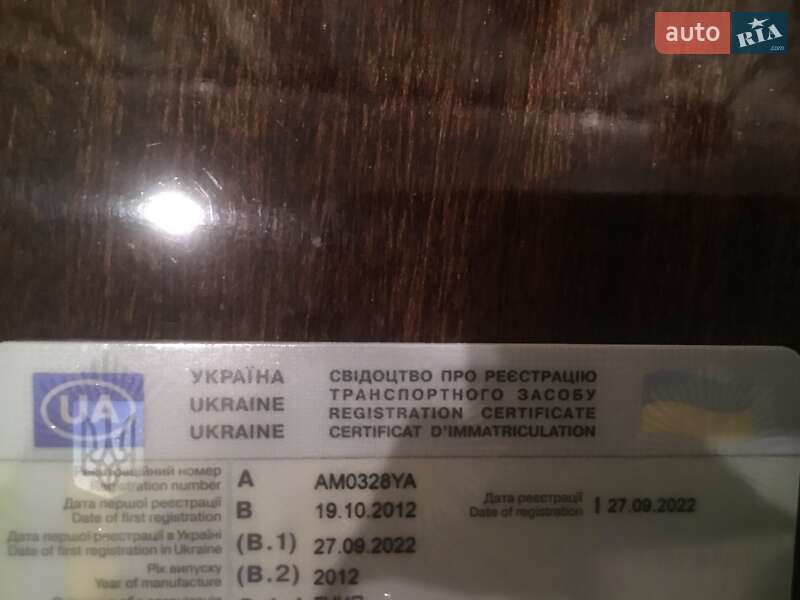 auto RIA .com
УКРАЇНА СВІДОЦТВО ПРО РЕЄСТРАЦІЮ
ТРАНСПОРТНОГО ЗАСОБУ
UKRAINE REGISTRATION CERTIFICATE
UKRAINE CERTIFICAT D'IMMATRICULATION
UA
Реєстраційний номер
Registration number A AM0328YA
Дата першої реєстрації
Date of first registration B 19.10.2012
Дата реєстрації
Date of registration I 27.09.2022
Дата першої реєстрації в Україні
Date of first registration in Ukraine (B.1) 27.09.2022
Рік випуску
Year of manufacture (B.2) 2012